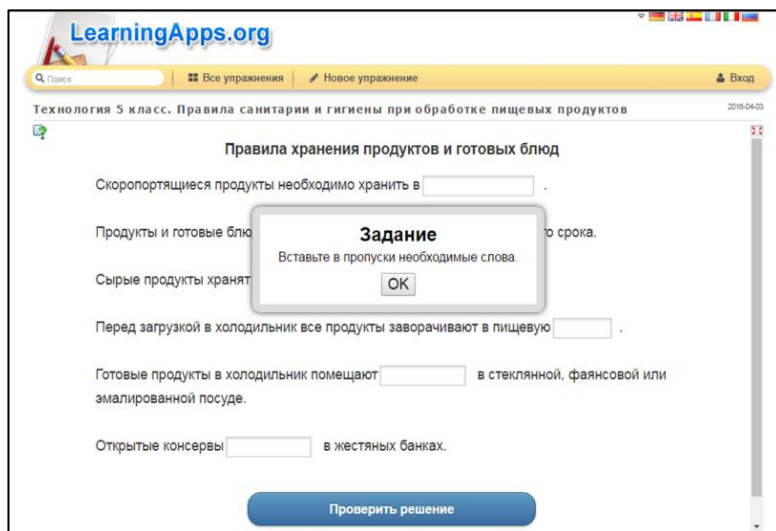 LearningApps.org
Поиск
Все упражнения
Новое упражнение
Вход
Технология 5 класс. Правила санитарии и гигиены при обработке пищевых продуктов
2016-04-03
Правила хранения продуктов и готовых блюд
Скоропортящиеся продукты необходимо хранить в .
Продукты и готовые о срока.
Задание
Вставьте в пропуски необходимые слова.
OK
Сырые продукты хранят
Перед загрузкой в холодильник все продукты заворачивают в пищевую .
Готовые продукты в холодильник помещают в стеклянной, фаянсовой или
эмалированной посуде.
Открытые консервы в жестяных банках.
Проверить решение